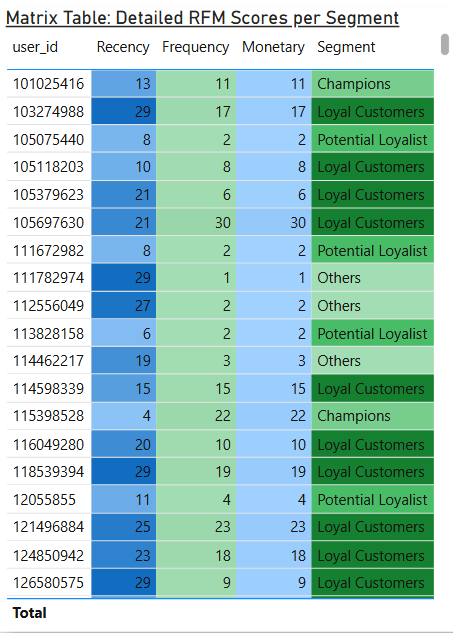 Matrix Table: Detailed RFM Scores per Segment
user_id Recency Frequency Monetary Segment
101025416 13 11 11 Champions
103274988 29 17 17 Loyal Customers
105075440 8 2 2 Potential Loyalist
105118203 10 8 8 Loyal Customers
105379623 21 6 6 Loyal Customers
105697630 21 30 30 Loyal Customers
111672982 8 2 2 Potential Loyalist
111782974 29 1 1 Others
112556049 27 2 2 Others
113828158 6 2 2 Potential Loyalist
114462217 19 3 3 Others
114598339 15 15 15 Loyal Customers
115398528 4 22 22 Champions
116049280 20 10 10 Loyal Customers
118539394 29 19 19 Loyal Customers
12055855 11 4 4 Potential Loyalist
121496884 25 23 23 Loyal Customers
124850942 23 18 18 Loyal Customers
126580575 29 9 9 Loyal Customers
Total